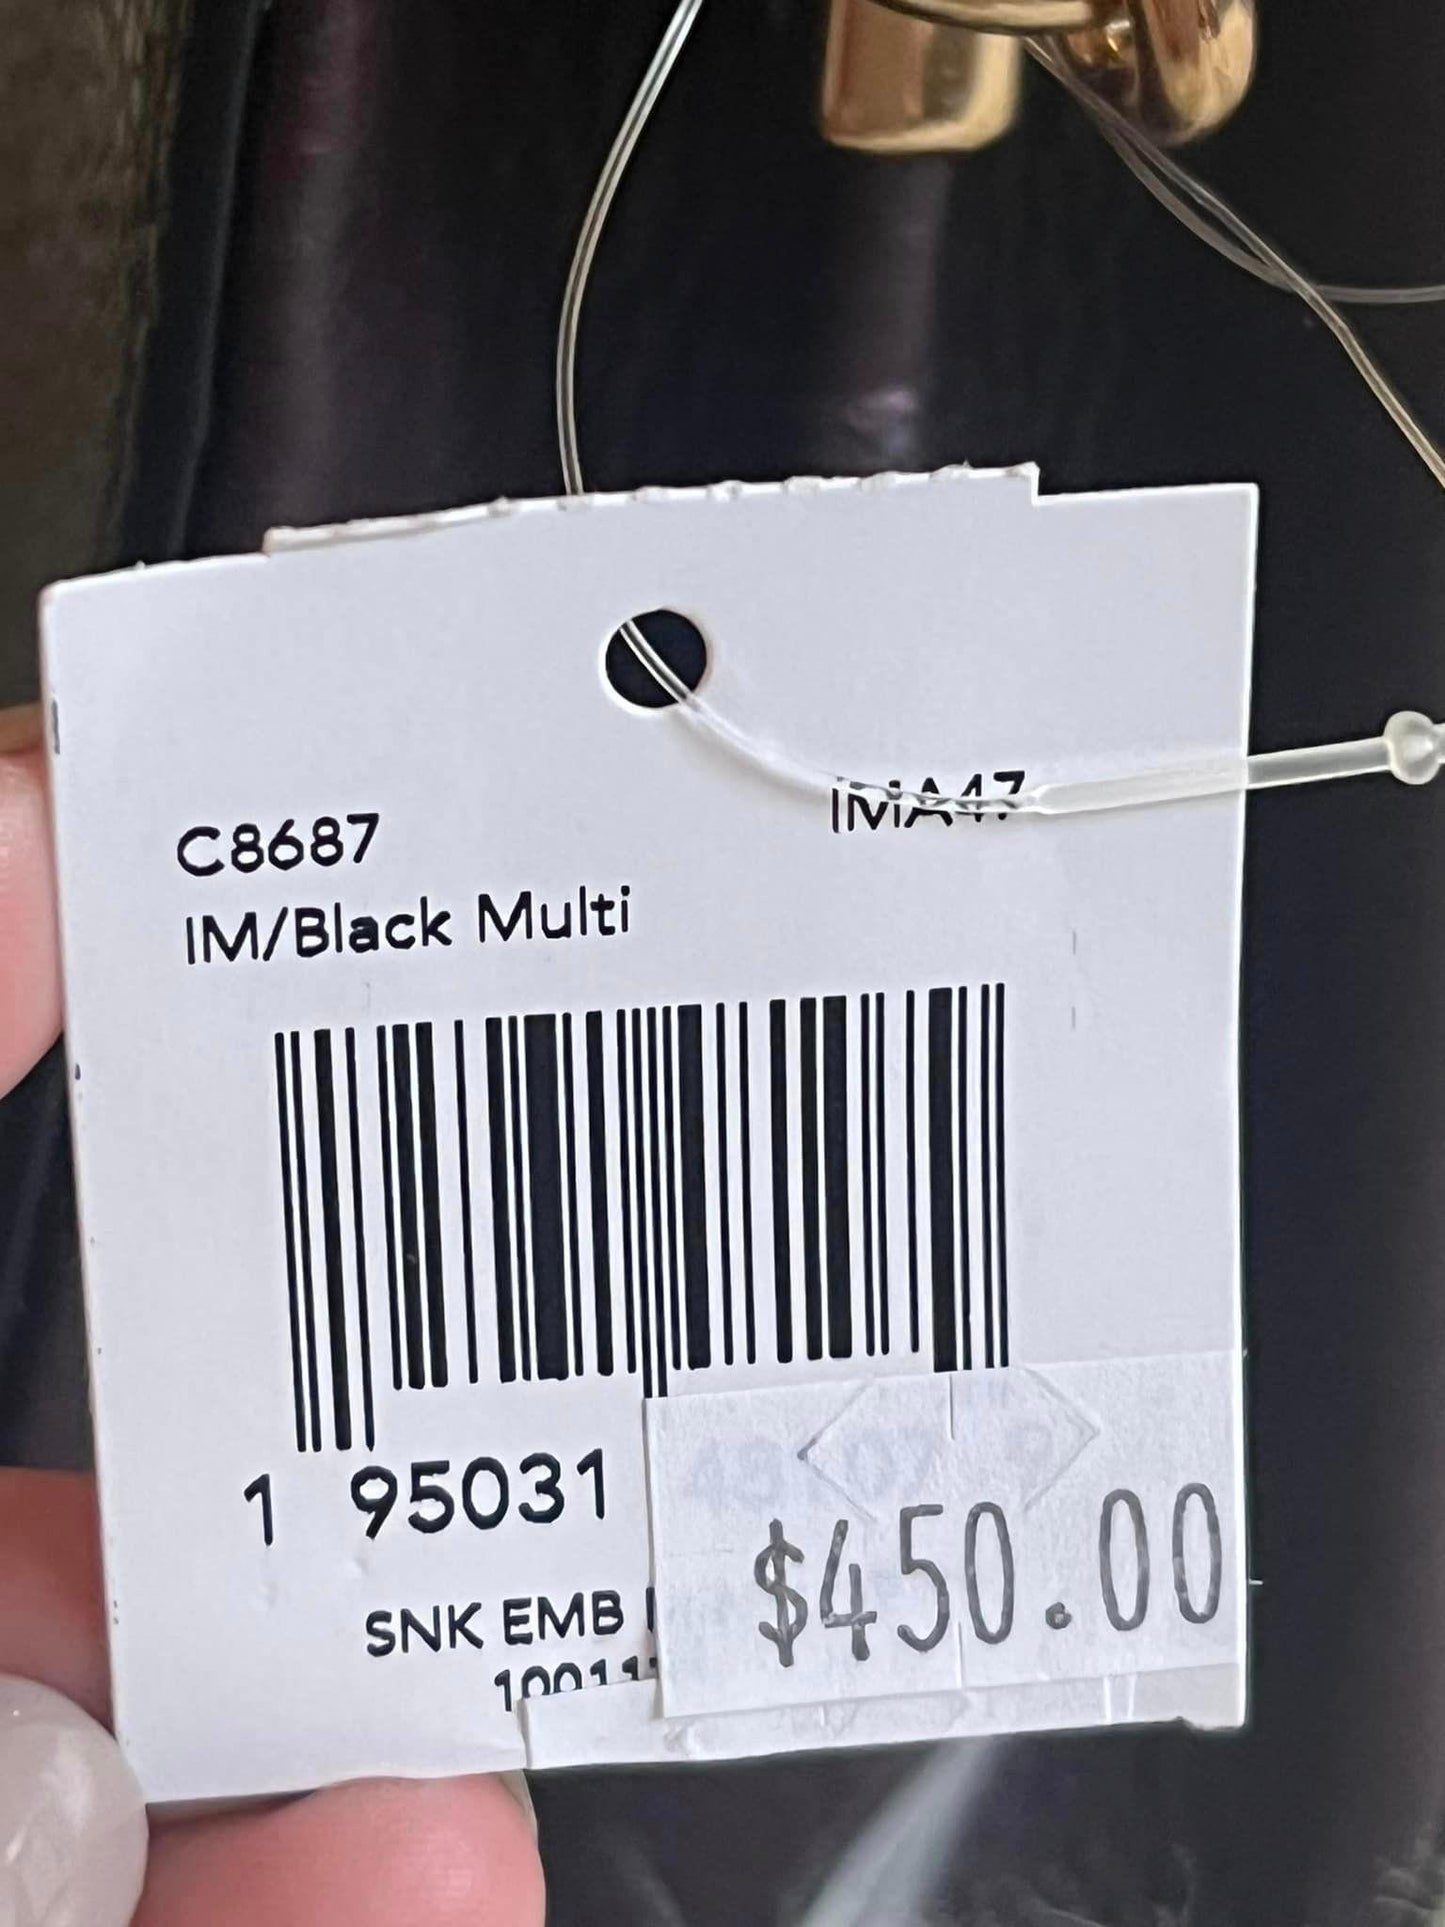 C8687
IMA47
IM/Black Multi
1 95031
SNK EMB
$450.00